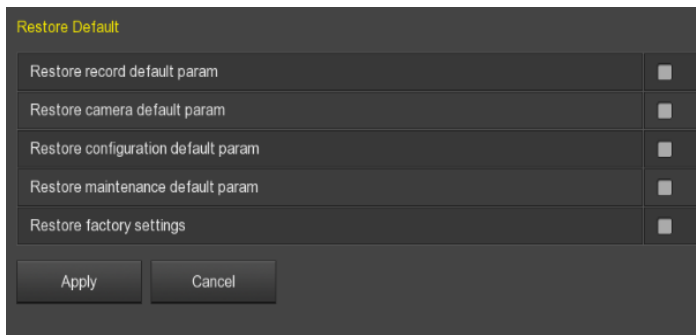 Restore Default
Restore record default param
Restore camera default param
Restore configuration default param
Restore maintenance default param
Restore factory settings
Apply Cancel